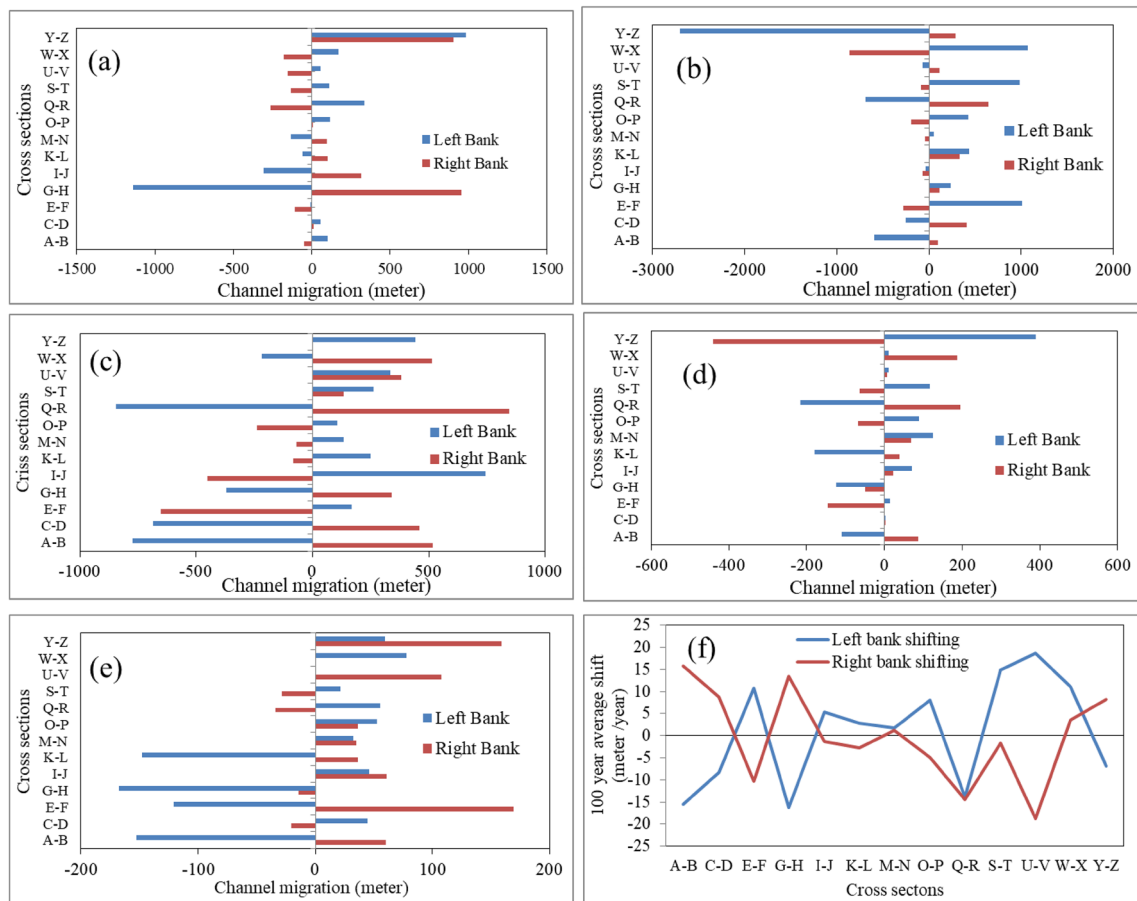 (a)
Cross sections
Y-Z
W-X
U-V
S-T
Q-R
O-P
M-N
K-L
I-J
G-H
E-F
C-D
A-B
Left Bank
Right Bank
-1500 -1000 -500 0 500 1000 1500
Channel migration (meter)
(b)
Cross sections
Y-Z
W-X
U-V
S-T
Q-R
O-P
M-N
K-L
I-J
G-H
E-F
C-D
A-B
Left Bank
Right Bank
-3000 -2000 -1000 0 1000 2000
Channel migration (meter)
(c)
Criss sections
Y-Z
W-X
U-V
S-T
Q-R
O-P
M-N
K-L
I-J
G-H
E-F
C-D
A-B
Left Bank
Right Bank
-1000 -500 0 500 1000
Channel migration (meter)
(d)
Cross sections
Y-Z
W-X
U-V
S-T
Q-R
O-P
M-N
K-L
I-J
G-H
E-F
C-D
A-B
Left Bank
Right Bank
-600 -400 -200 0 200 400 600
Channel migration (meter)
(e)
Cross sections
Y-Z
W-X
U-V
S-T
Q-R
O-P
M-N
K-L
I-J
G-H
E-F
C-D
A-B
Left Bank
Right Bank
-200 -100 0 100 200
Channel migration (meter)
(f)
Left bank shifting
Right bank shifting
100 year average shift
(meter /year)
25
20
15
10
5
0
-5
-10
-15
-20
-25
A-B C-D E-F G-H I-J K-L M-N O-P Q-R S-T U-V W-X Y-Z
Cross sectons